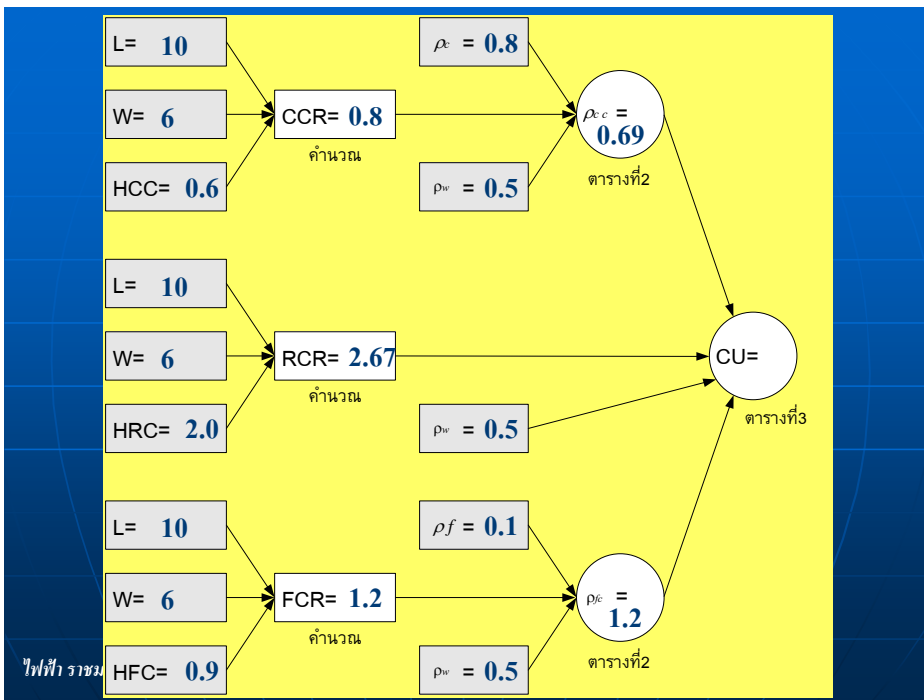 L= 10
ρc = 0.8
W= 6
CCR= 0.8
ρcc =
0.69
คำนวณ
HCC= 0.6
ρw = 0.5
ตารางที่2
L= 10
W= 6
RCR= 2.67
CU=
คำนวณ
HRC= 2.0
ρw = 0.5
ตารางที่3
L= 10
ρf = 0.1
W= 6
FCR= 1.2
ρfc =
1.2
คำนวณ
ไฟฟ้า ราชม
HFC= 0.9
ρw = 0.5
ตารางที่2